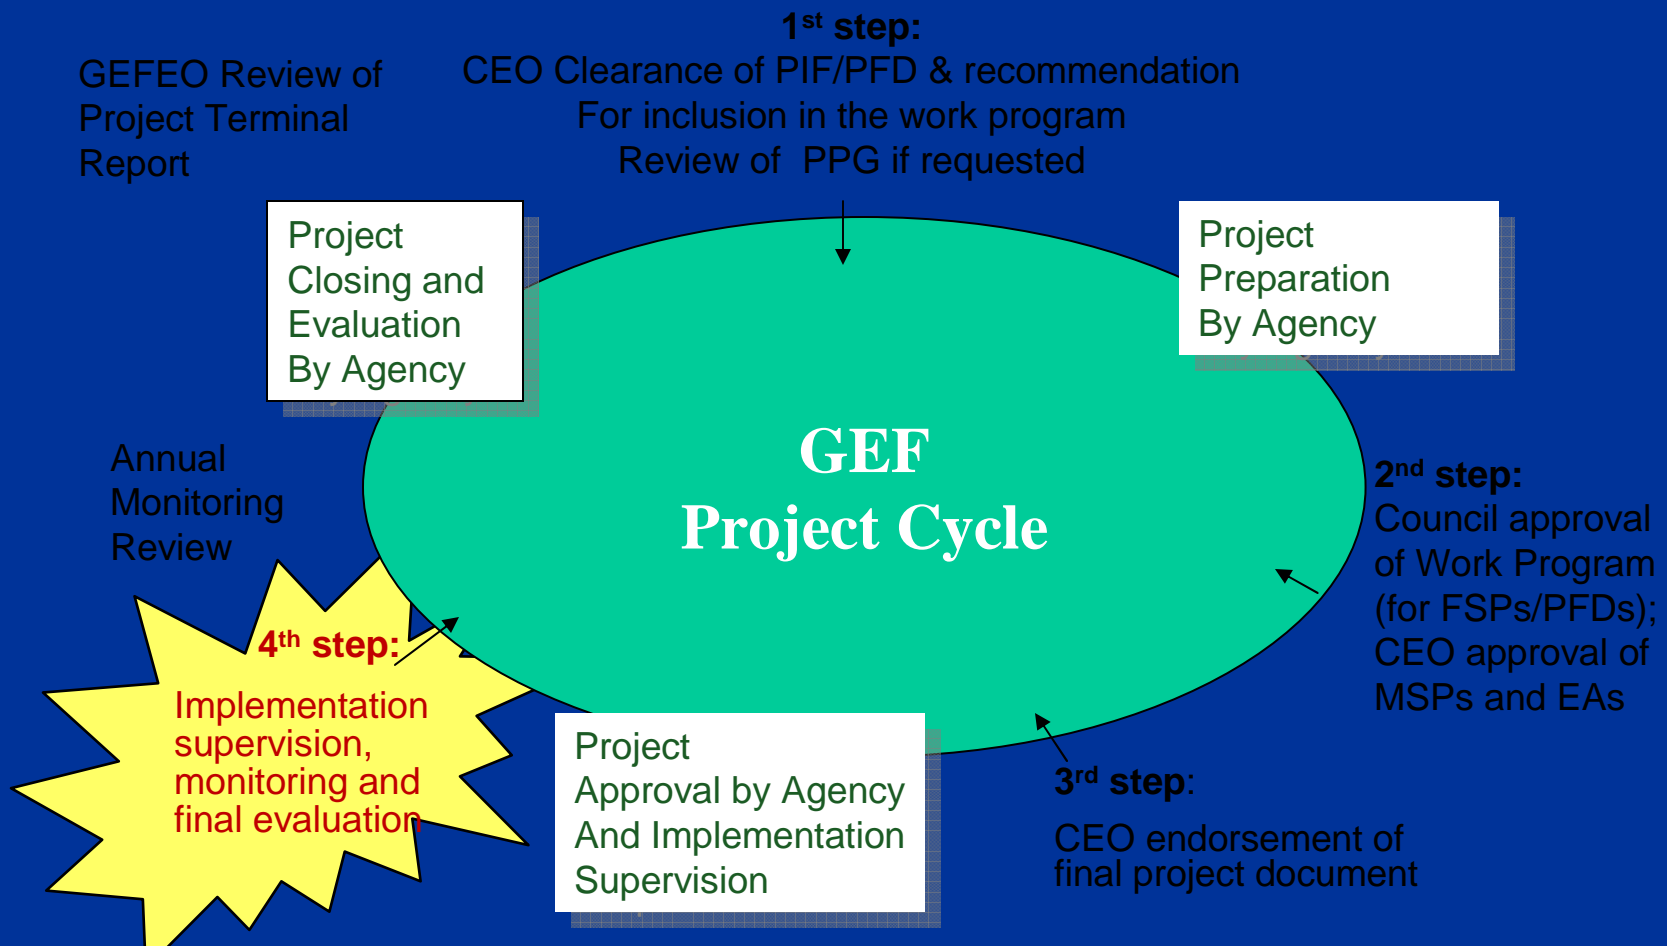 1st step:
CEO Clearance of PIF/PFD & recommendation
For inclusion in the work program
Review of PPG if requested
GEFEO Review of
Project Terminal
Report
Project
Closing and
Evaluation
By Agency
Project
Preparation
By Agency
GEF
Project Cycle
Annual
Monitoring
Review
2nd step:
Council approval
of Work Program
(for FSPs/PFDs);
CEO approval of
MSPs and EAs
4th step:
Implementation
supervision,
monitoring and
final evaluation
Project
Approval by Agency
And Implementation
Supervision
3rd step:
CEO endorsement of
final project document